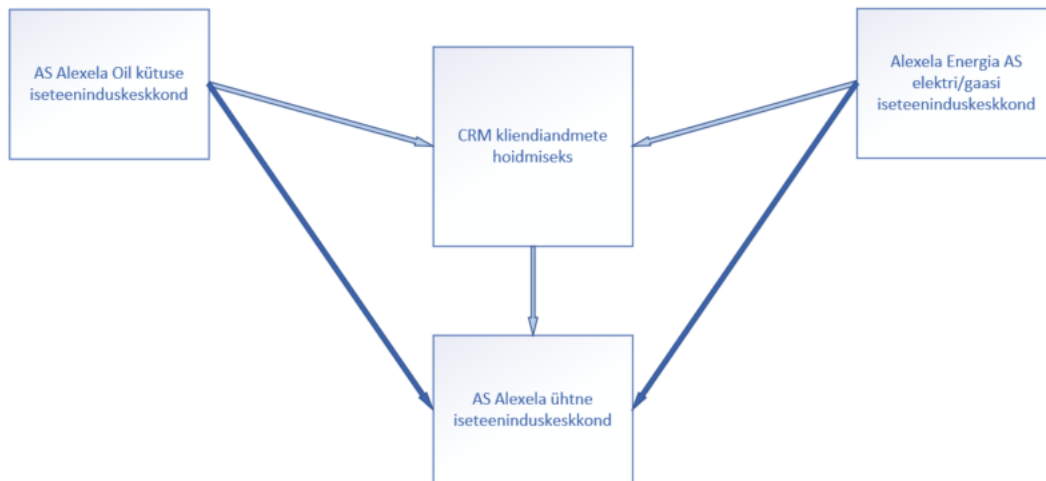 AS Alexela Oil kütuse
iseteeninduskeskkond
CRM kliendiandmete
hoidmiseks
Alexela Energia AS
elektri/gaasi
iseteeninduskeskkond
AS Alexela ühtne
iseteeninduskeskkond